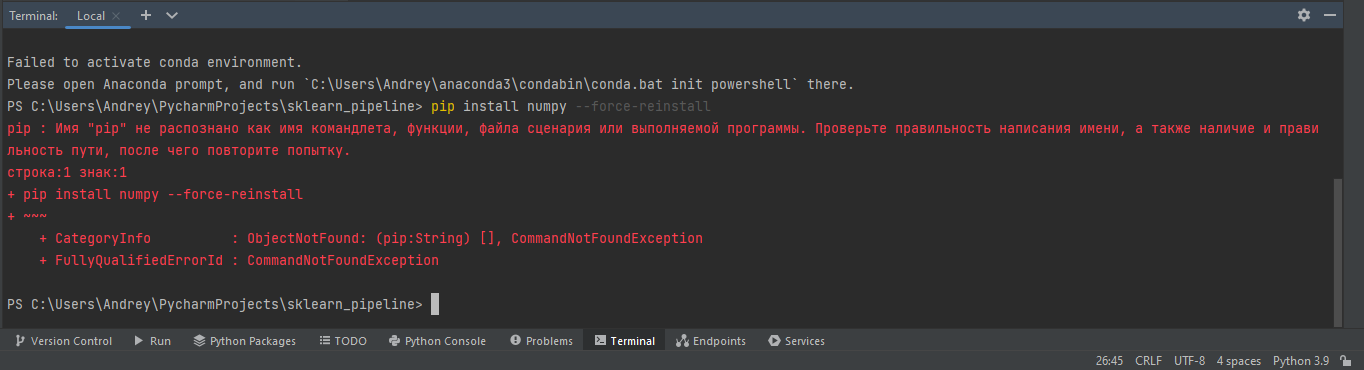 Terminal: Local × +
Failed to activate conda environment.
Please open Anaconda prompt, and run `C:\Users\Andrey\anaconda3\condabin\conda.bat init powershell` there.
PS C:\Users\Andrey\PycharmProjects\sklearn_pipeline> pip install numpy --force-reinstall
pip : Имя "pip" не распознано как имя командлета, функции, файла сценария или выполняемой программы. Проверьте правильность написания имени, а также наличие и прави
льность пути, после чего повторите попытку.
строка:1 знак:1
+ pip install numpy --force-reinstall
+ ~~~
    + CategoryInfo          : ObjectNotFound: (pip:String) [], CommandNotFoundException
    + FullyQualifiedErrorId : CommandNotFoundException
PS C:\Users\Andrey\PycharmProjects\sklearn_pipeline>
Version Control Run Python Packages TODO Python Console Problems Terminal Endpoints Services
26:45 CRLF UTF-8 4 spaces Python 3.9